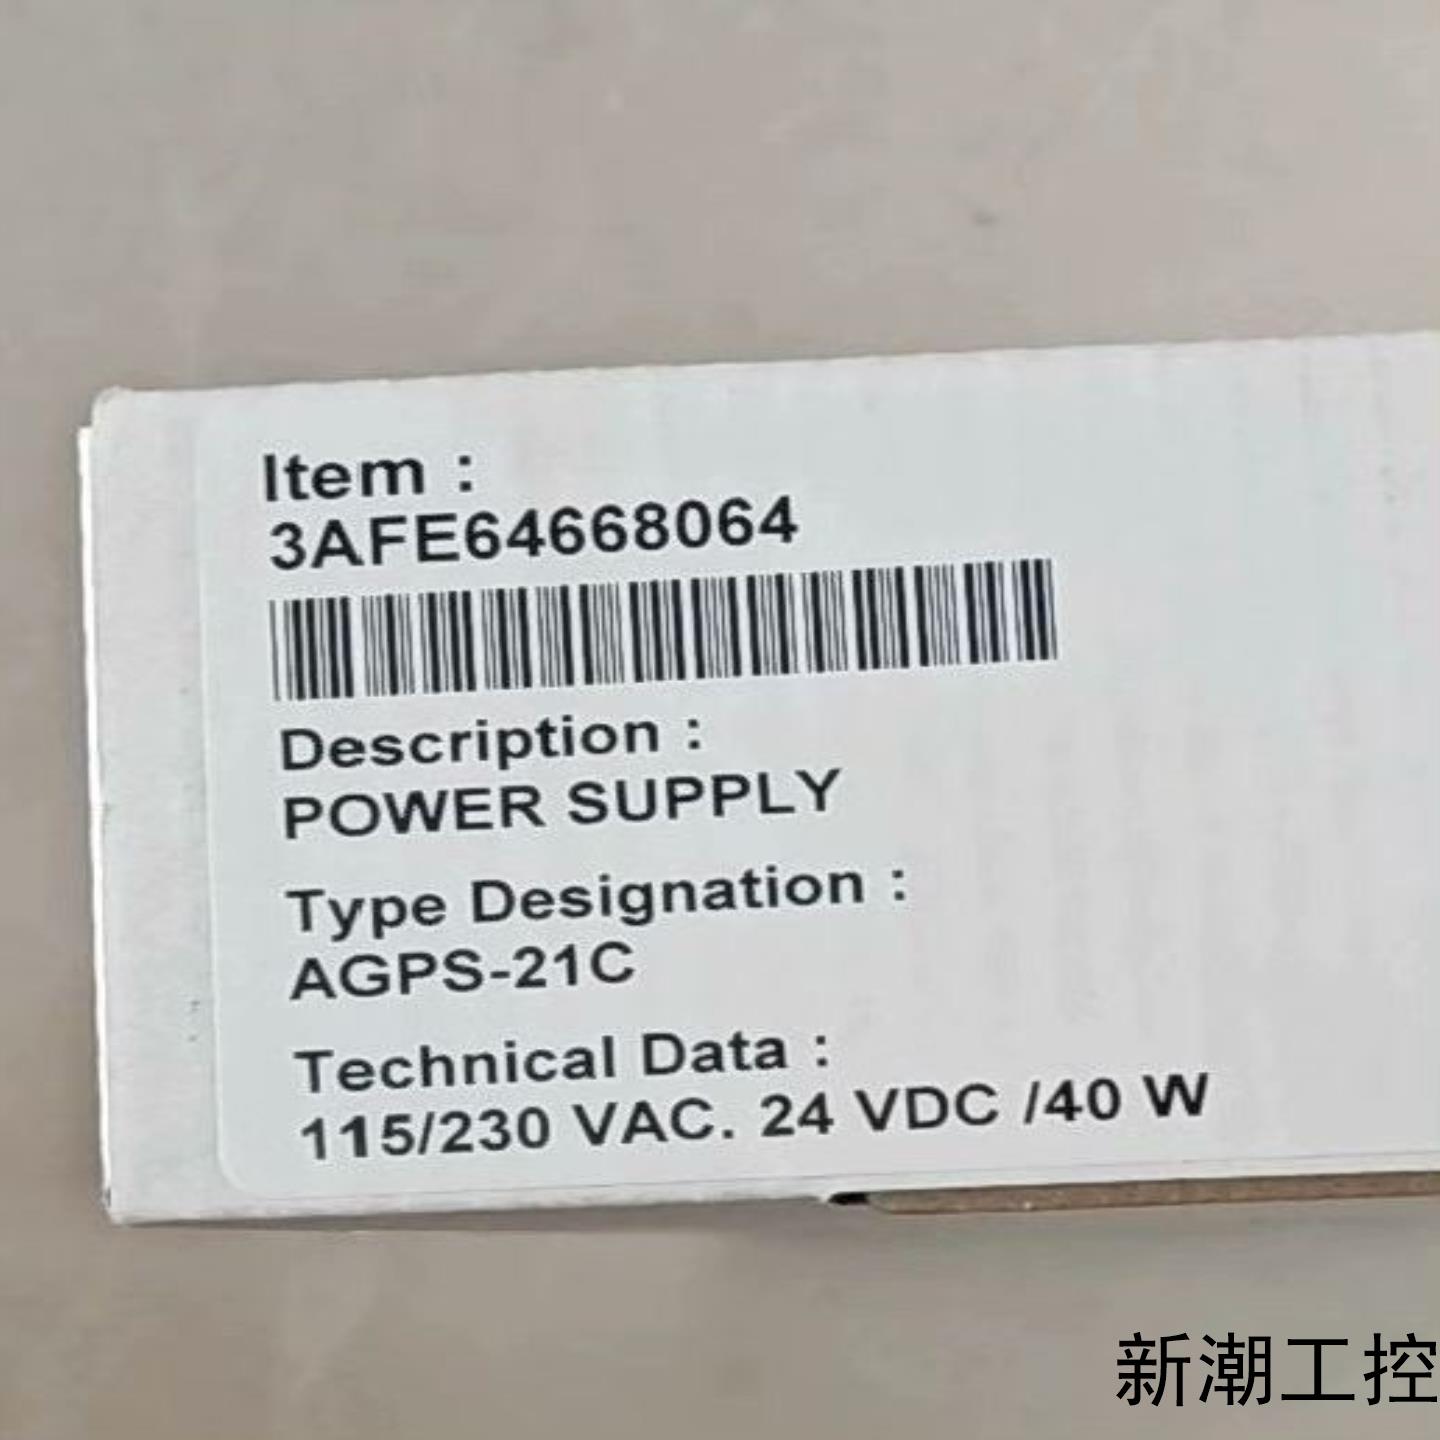 Item :
3AFE64668064
Description :
POWER SUPPLY
Type Designation :
AGPS-21C
Technical Data :
115/230 VAC. 24 VDC /40 W
新潮工控